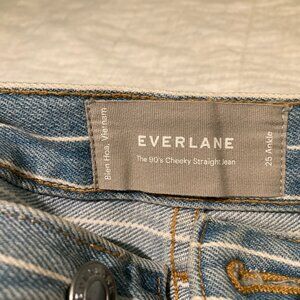 Bien Hoa, Vietnam
EVERLANE
The 90's Cheeky Straight Jean
25 Ankle